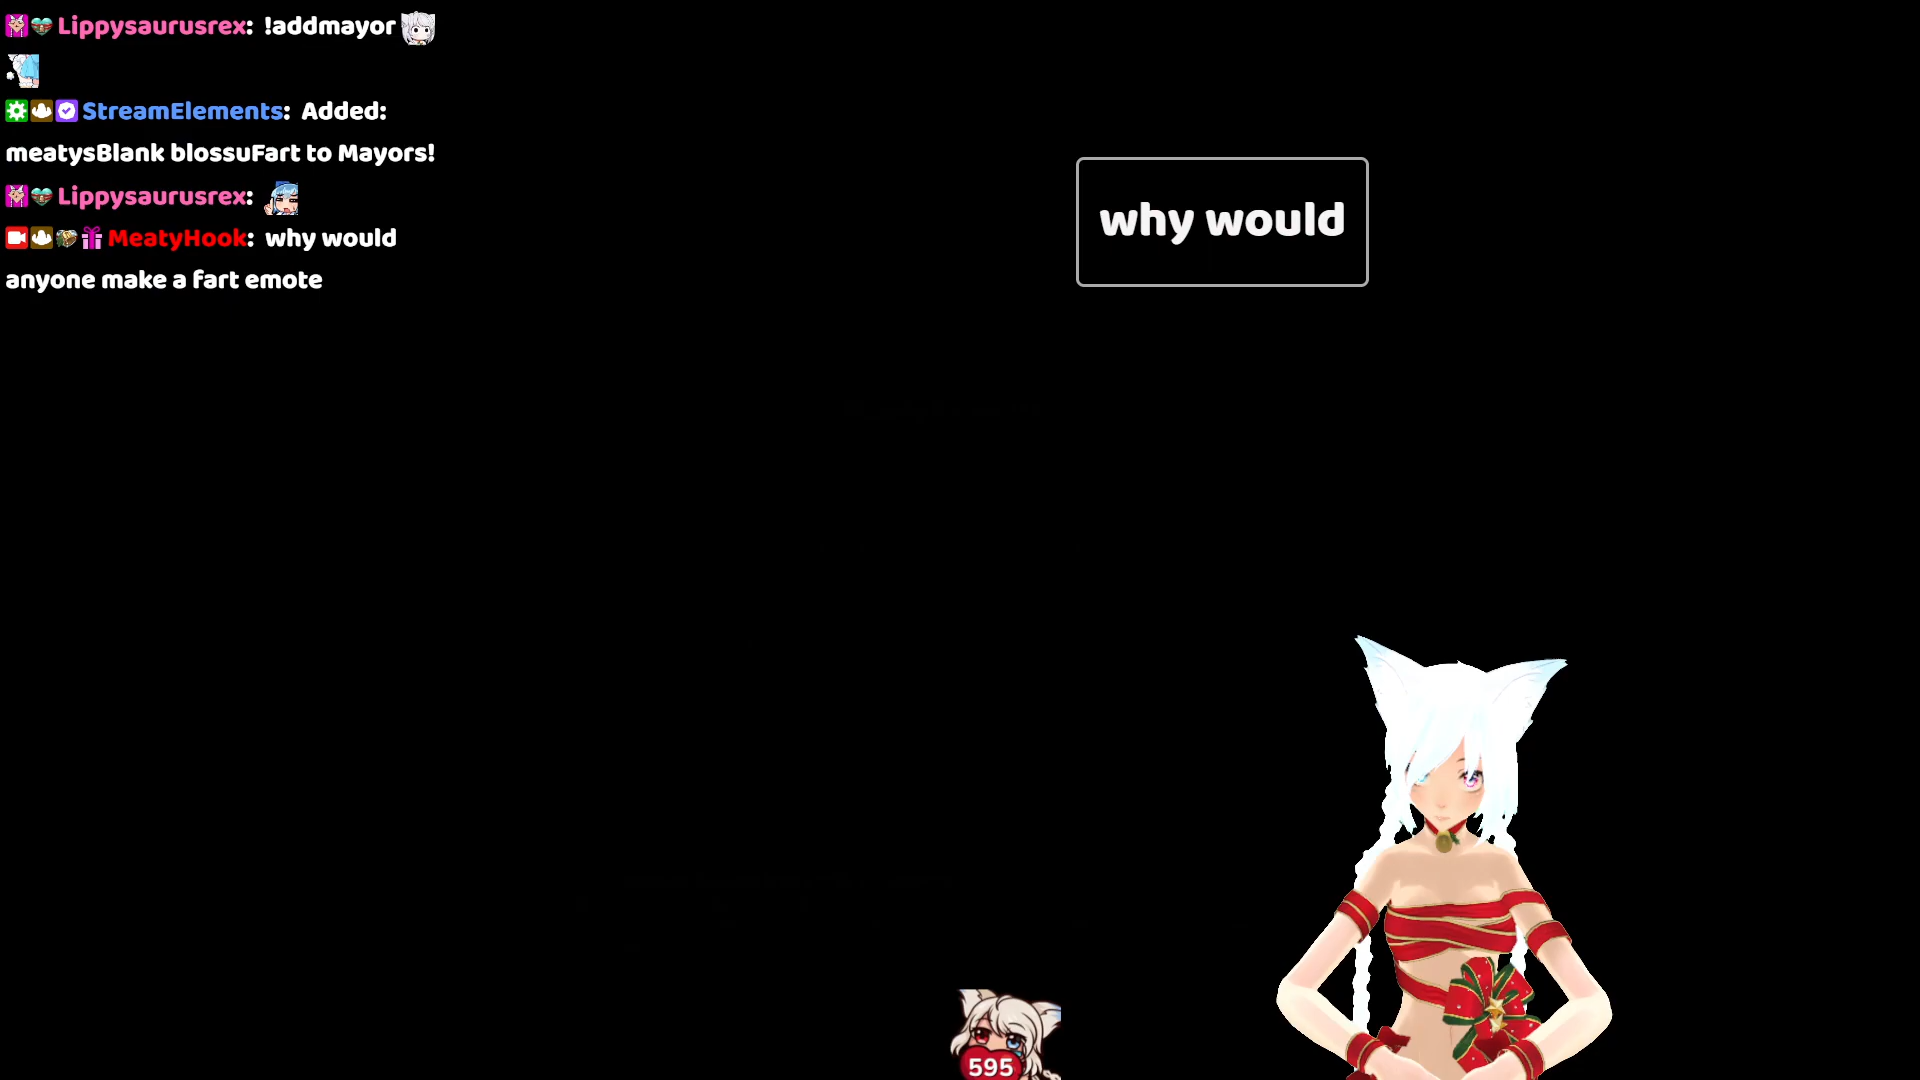 Lippysaurusrex: !addmayor
StreamElements: Added:
meatysBlank blossuFart to Mayors!
Lippysaurusrex:
MeatyHook: why would
anyone make a fart emote
why would
595